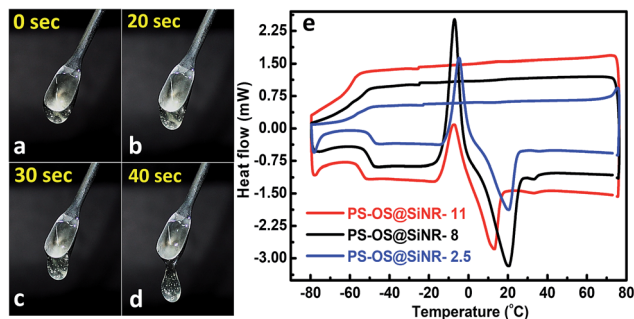 0 sec
a
20 sec
b
30 sec
c
40 sec
d
e
Heat flow (mW)
2.25
1.50
0.75
0.00
-0.75
-1.50
-2.25
-3.00
PS-OS@SiNR- 11
PS-OS@SiNR- 8
PS-OS@SiNR- 2.5
-80
-60
-40
-20
0
20
40
60
80
Temperature (°C)